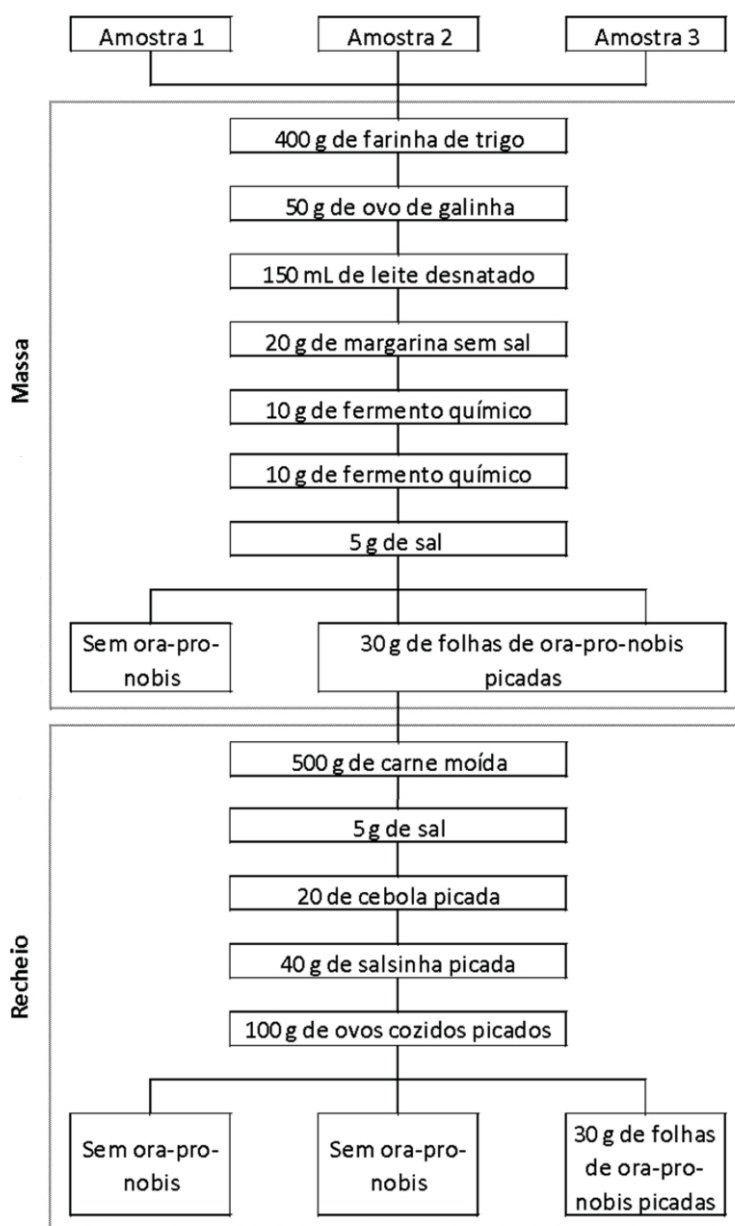 Amostra 1 Amostra 2 Amostra 3
Massa
400 g de farinha de trigo
50 g de ovo de galinha
150 mL de leite desnatado
20 g de margarina sem sal
10 g de fermento químico
10 g de fermento químico
5 g de sal
Sem ora-pro-
nobis
30 g de folhas de ora-pro-nobis
picadas
Recheio
500 g de carne moída
5 g de sal
20 de cebola picada
40 g de salsinha picada
100 g de ovos cozidos picados
Sem ora-pro-
nobis
Sem ora-pro-
nobis
30 g de folhas
de ora-pro-
nobis picadas